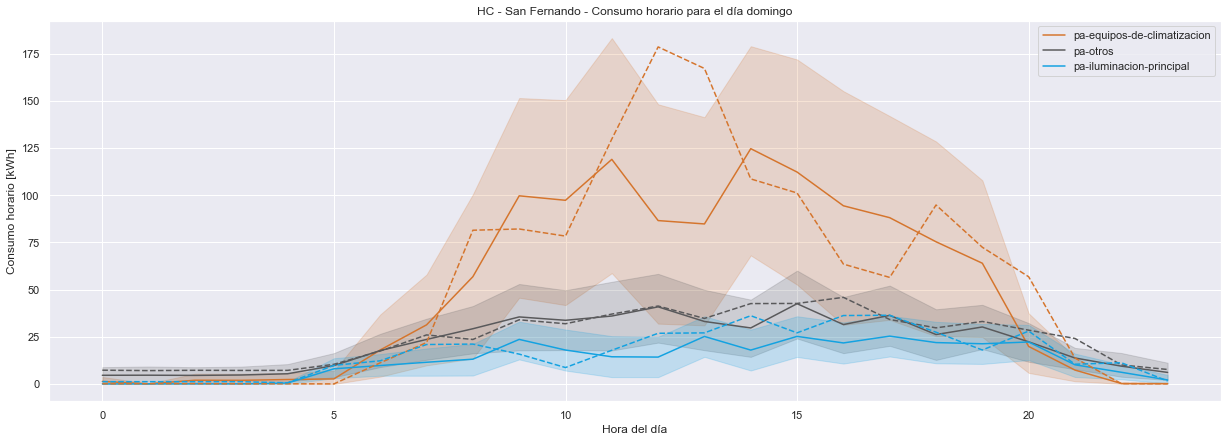 HC - San Fernando - Consumo horario para el día domingo
pa-equipos-de-climatizacion
pa-otros
pa-iluminacion-principal
Consumo horario [kWh]
175
150
125
100
75
50
25
0
0 5 10 15 20
Hora del día